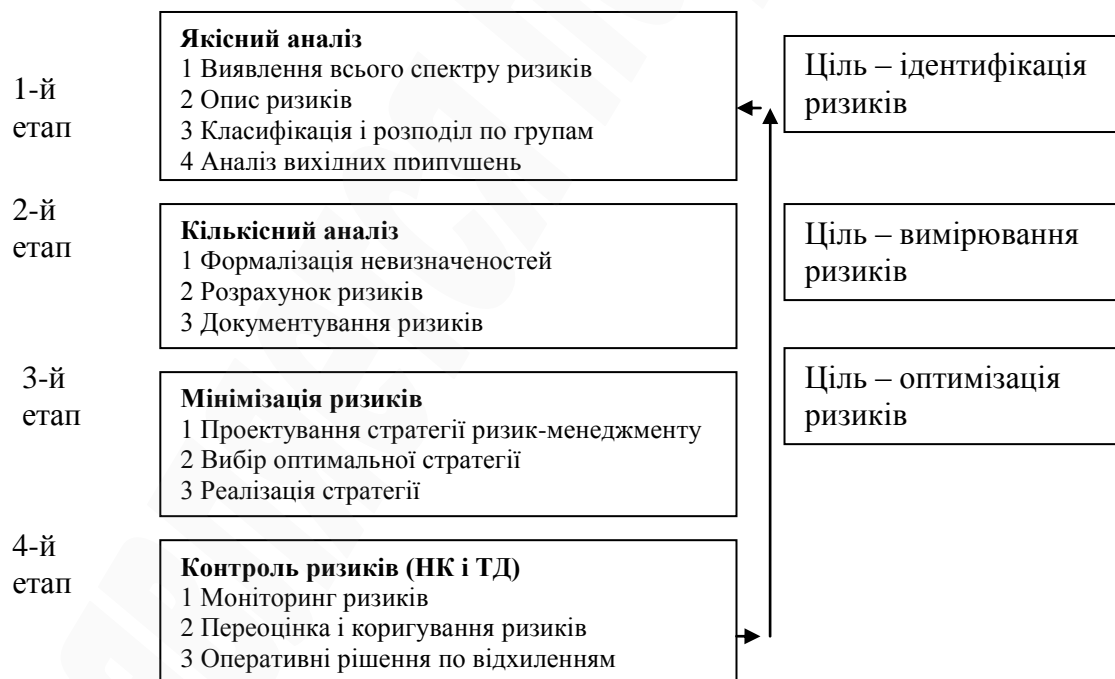 1-й
етап
Якісний аналіз
1 Виявлення всього спектру ризиків
2 Опис ризиків
3 Класифікація і розподіл по групам
4 Аналіз вихідних припушень
Ціль – ідентифікація
ризиків
2-й
етап
Кількісний аналіз
1 Формалізація невизначеностей
2 Розрахунок ризиків
3 Документування ризиків
Ціль – вимірювання
ризиків
3-й
етап
Мінімізація ризиків
1 Проектування стратегії ризик-менеджменту
2 Вибір оптимальної стратегії
3 Реалізація стратегії
Ціль – оптимізація
ризиків
4-й
етап
Контроль ризиків (НК і ТД)
1 Моніторинг ризиків
2 Переоцінка і коригування ризиків
3 Оперативні рішення по відхиленням